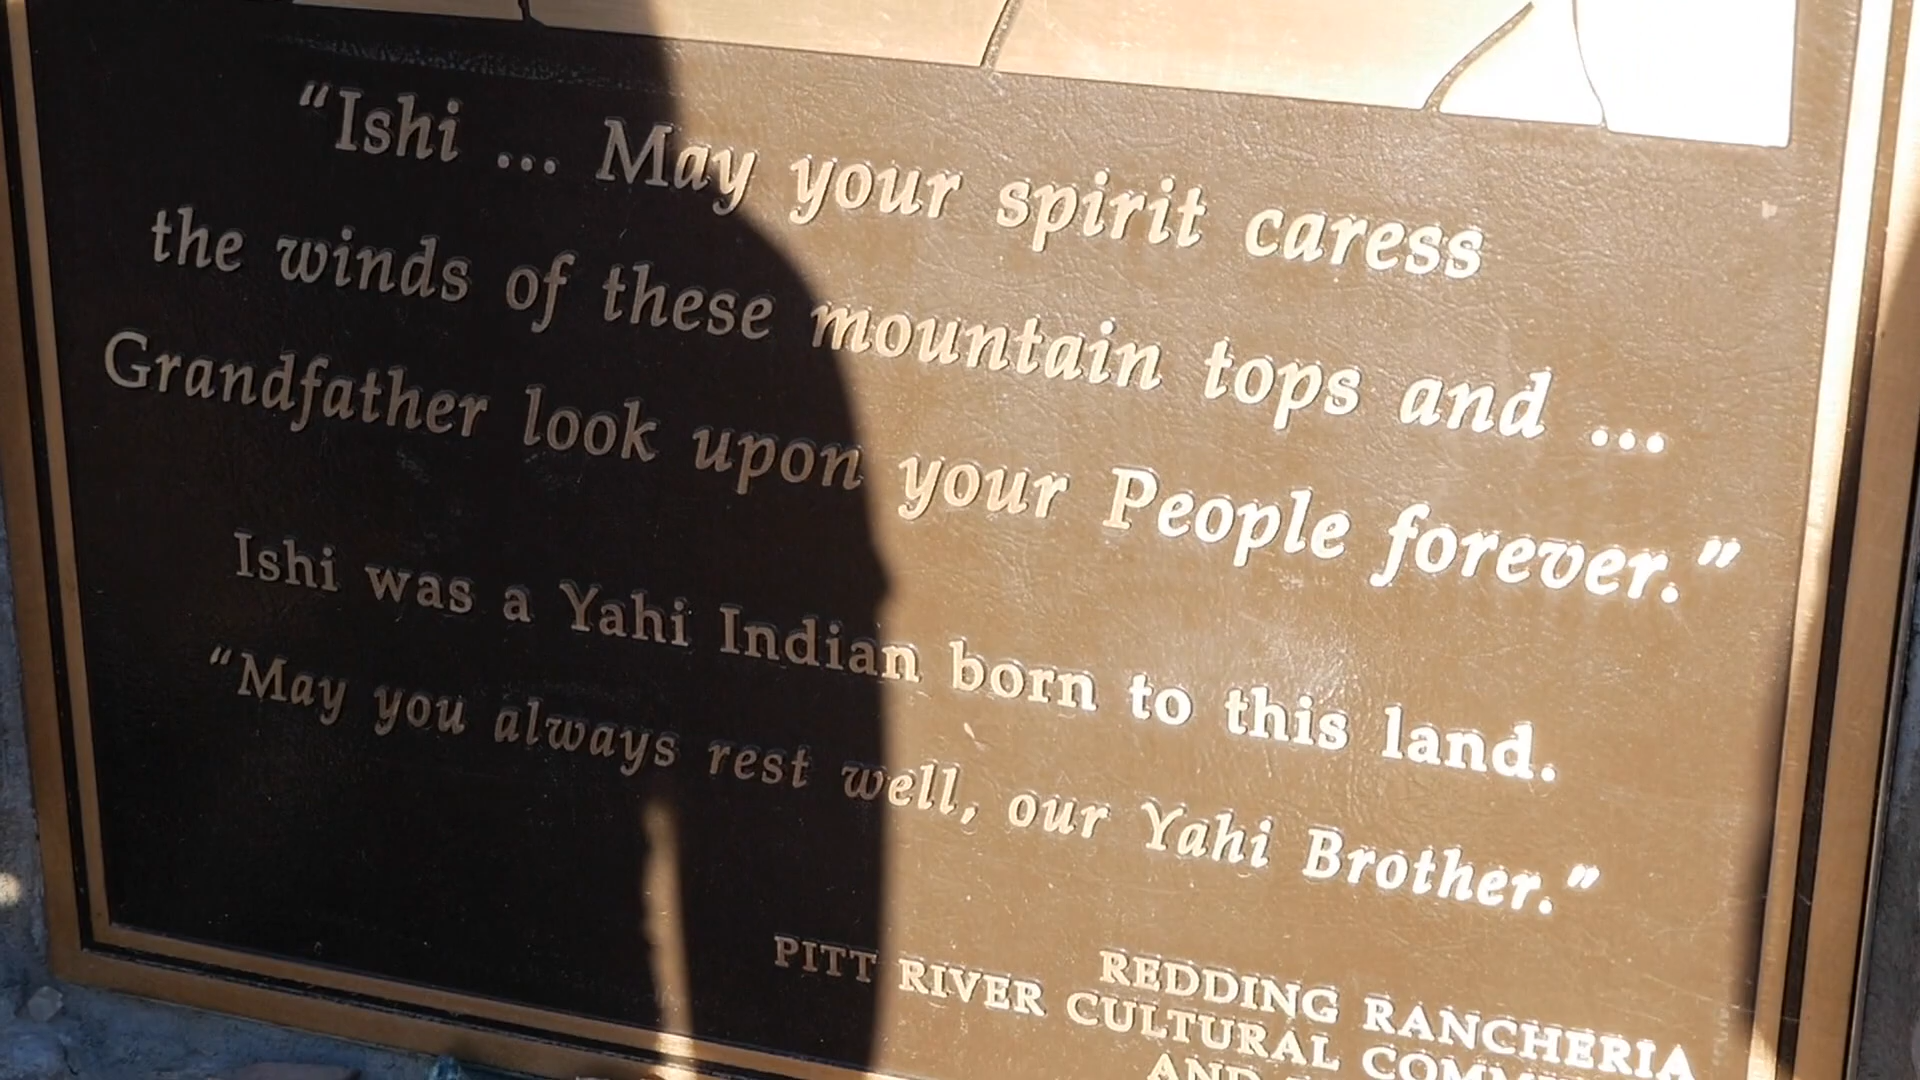 “Ishi ... May your spirit caress
the winds of these mountain tops and ...
Grandfather look upon your People forever.”
Ishi was a Yahi Indian born to this land.
“May you always rest well, our Yahi Brother.”
REDDING RANCHERIA
PITT RIVER CULTURAL
AND